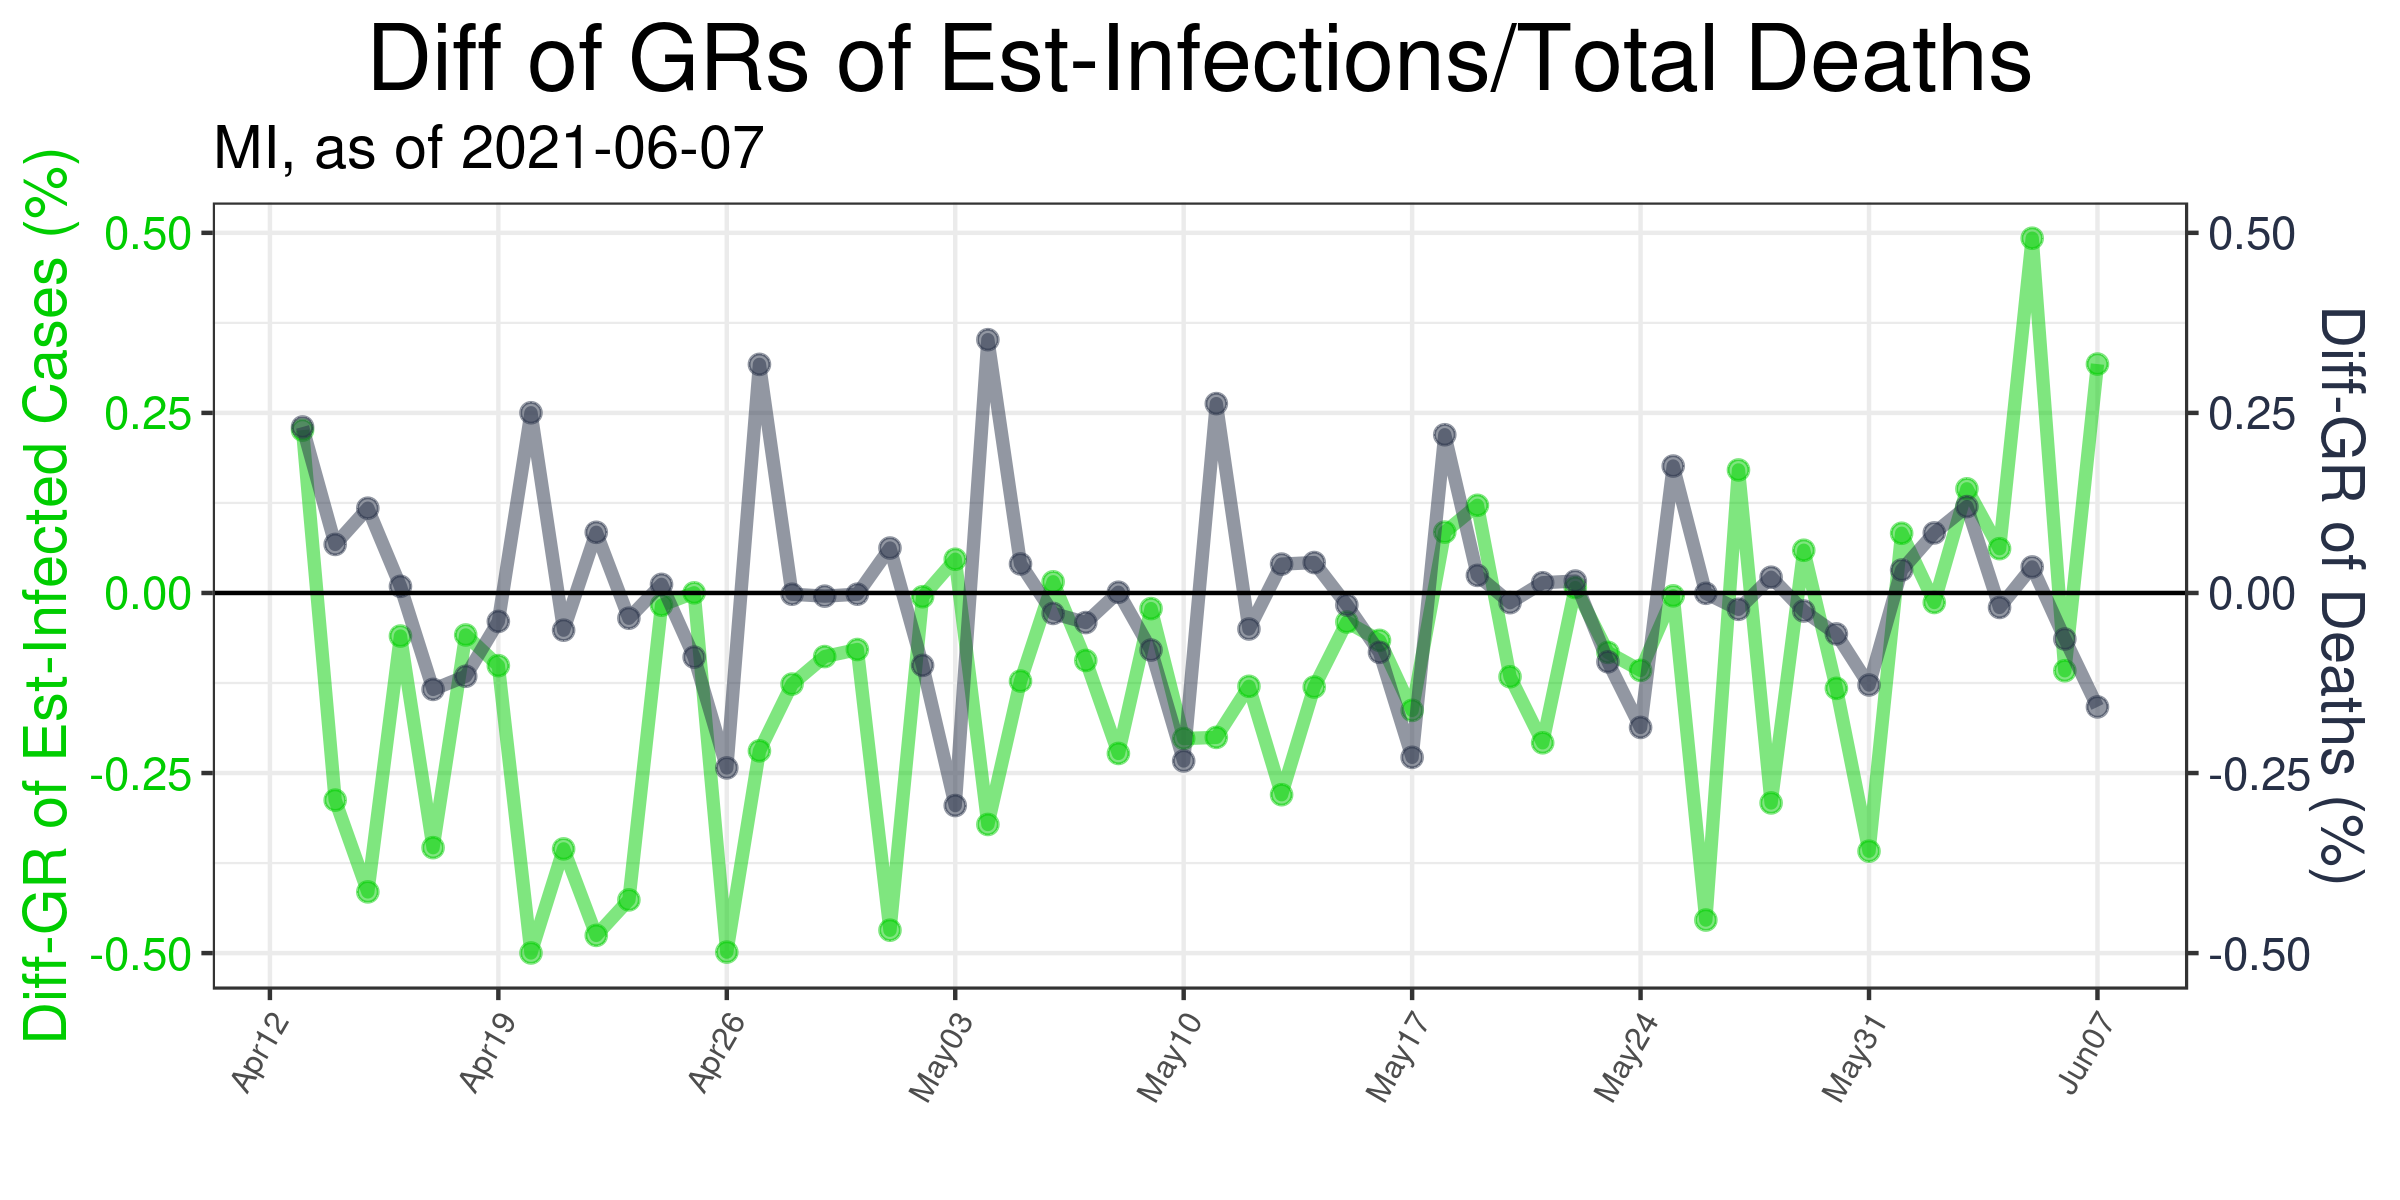 Diff of GRs of Est-Infections/Total Deaths
MI, as of 2021-06-07
Diff-GR of Est-Infected Cases (%)
0.50
0.25
0.00
-0.25
-0.50
0.50
0.25
0.00
-0.25
-0.50
Diff-GR of Deaths (%)
Apr12
Apr19
Apr26
May03
May10
May17
May24
May31
Jun07